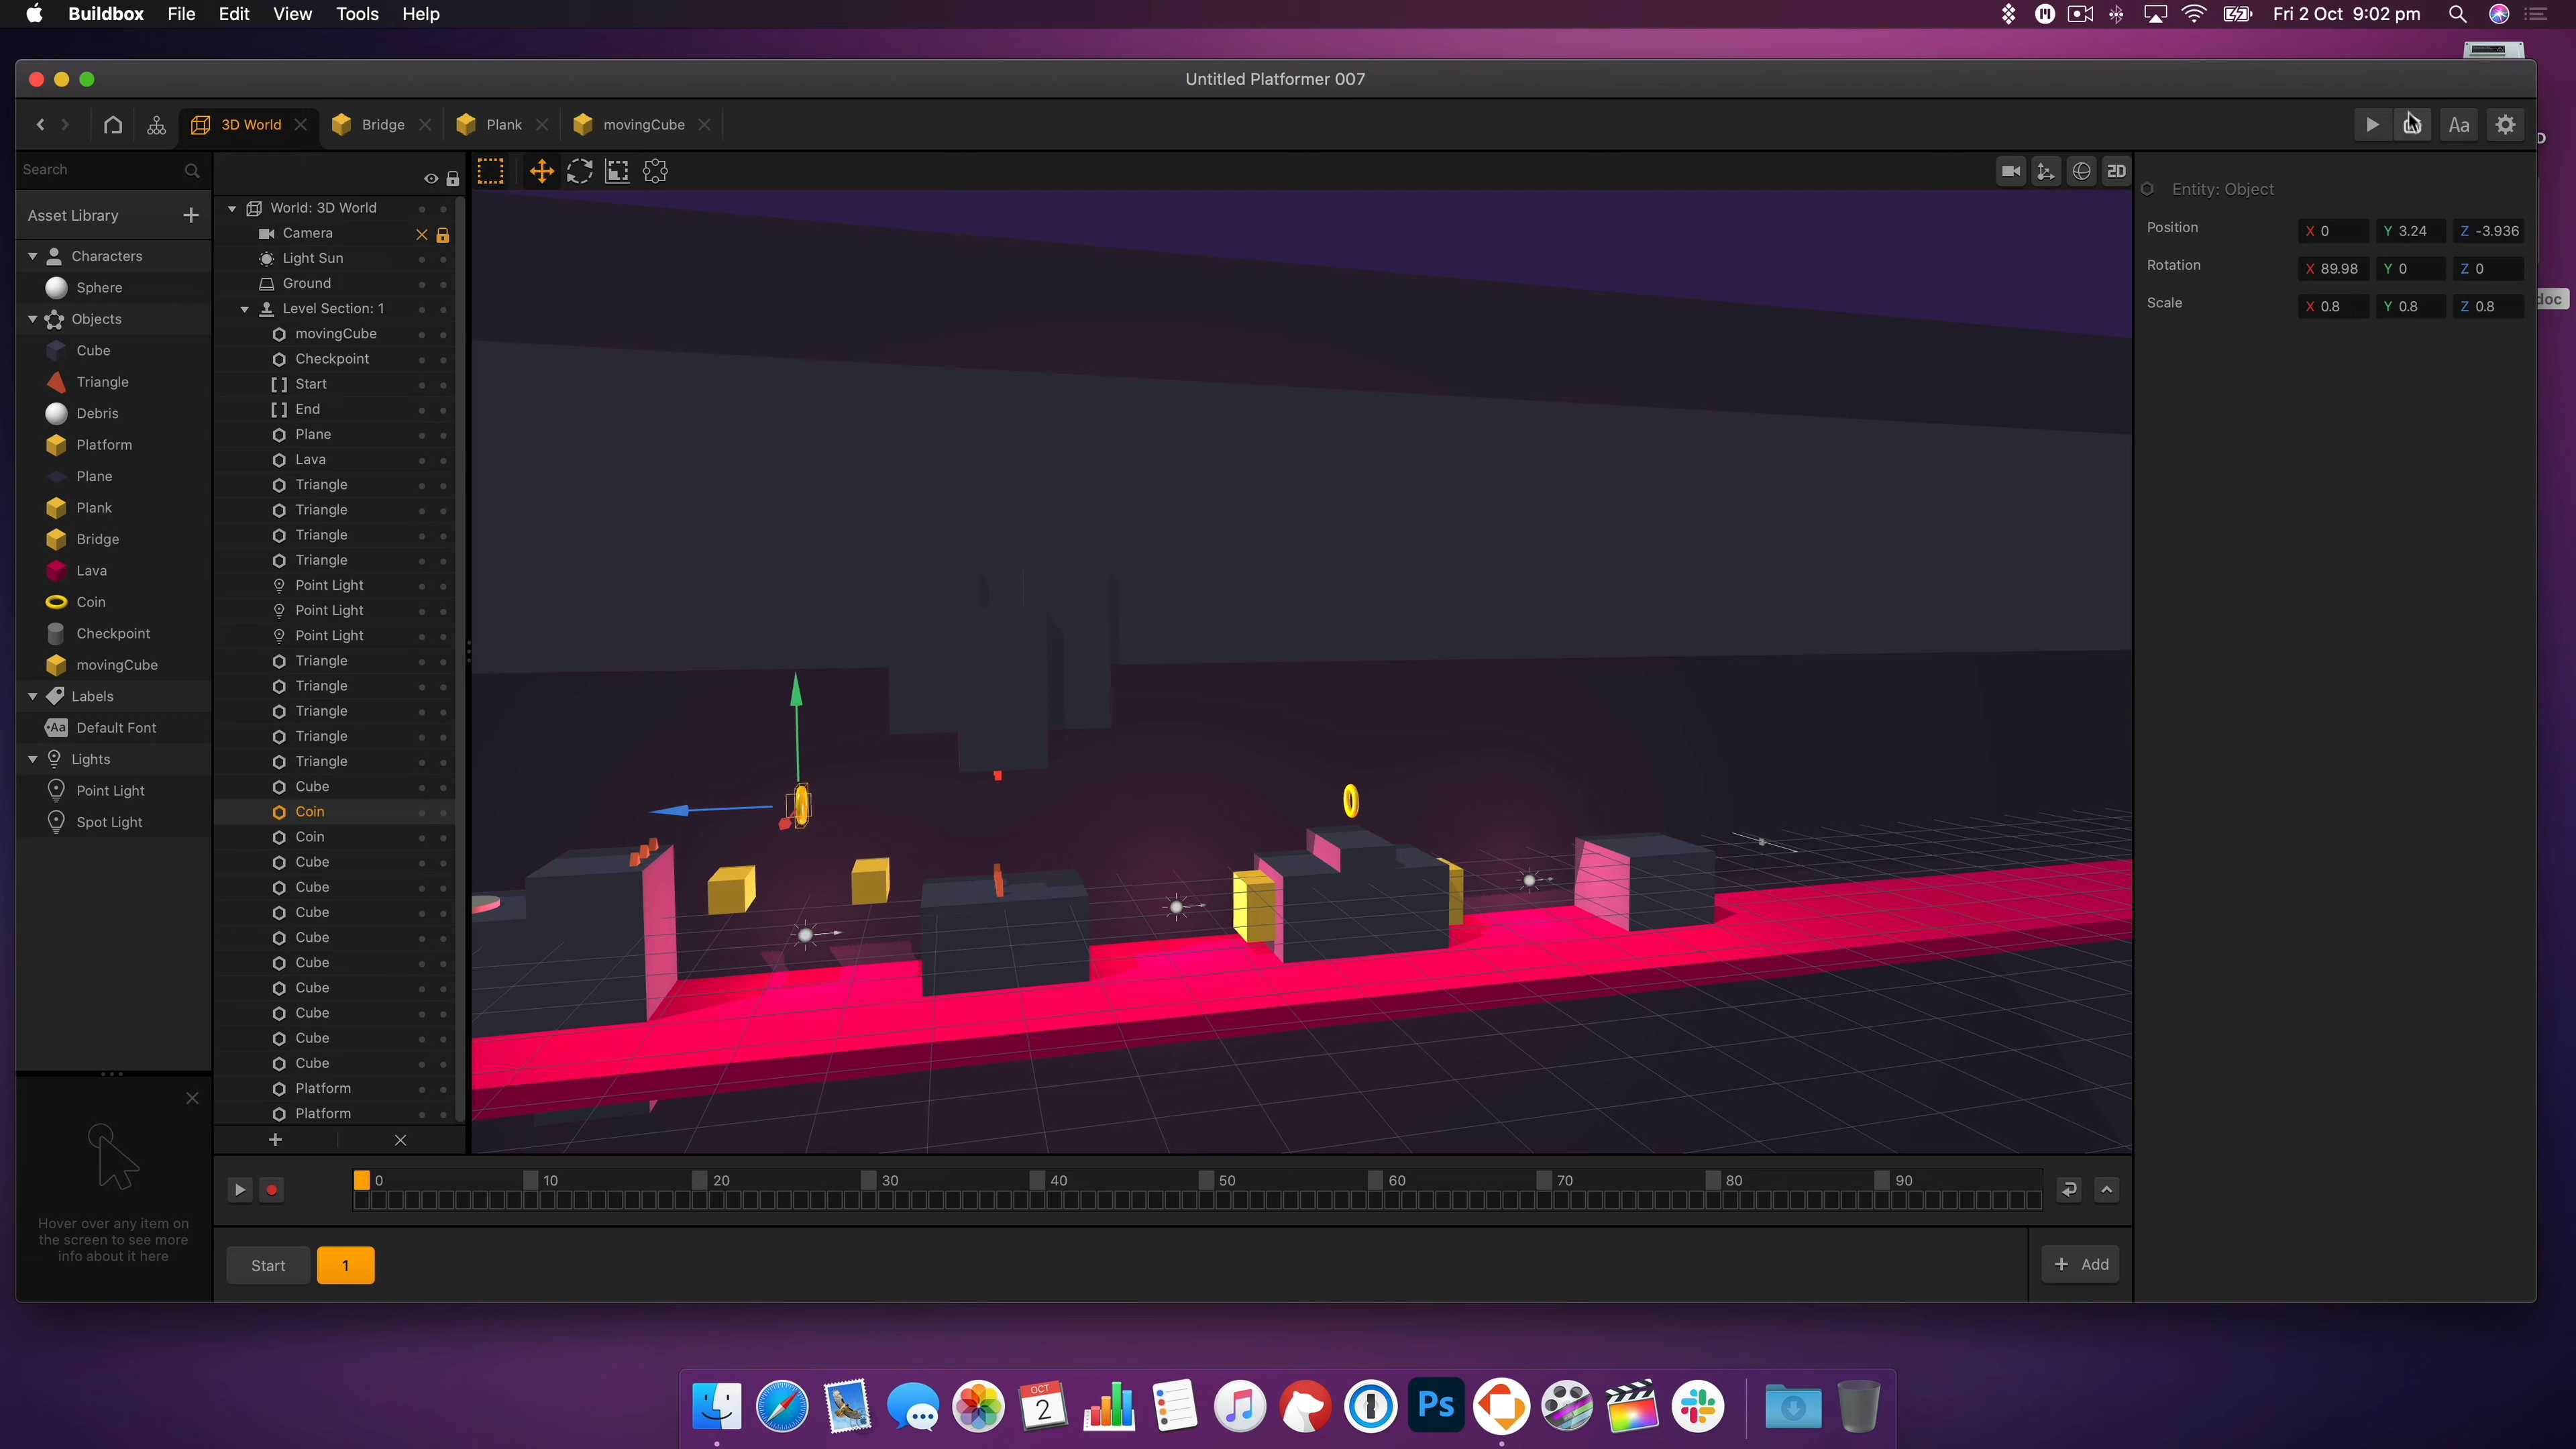 Buildbox File Edit View Tools Help
Fri 2 Oct 9:02 pm
Untitled Platformer 007
3D World Bridge Plank movingCube
Aa
Search
2D
Asset Library
Characters
Sphere
Objects
Cube
Triangle
Debris
Platform
Plane
Plank
Bridge
Lava
Coin
Checkpoint
movingCube
Labels
Aa Default Font
Lights
Point Light
Spot Light
Hover over any item on
the screen to see more
info about it here
World: 3D World
Camera
Light Sun
Ground
Level Section: 1
movingCube
Checkpoint
[ ] Start
[ ] End
Plane
Lava
Triangle
Triangle
Triangle
Triangle
Point Light
Point Light
Point Light
Triangle
Triangle
Triangle
Triangle
Triangle
Cube
Coin
Coin
Cube
Cube
Cube
Cube
Cube
Cube
Cube
Cube
Cube
Platform
Platform
Entity: Object
Position X 0 Y 3.24 Z -3.936
Rotation X 89.98 Y 0 Z 0
Scale X 0.8 Y 0.8 Z 0.8
D
doc
0 10 20 30 40 50 60 70 80 90
Start 1
+ Add
OCT
2
Ps